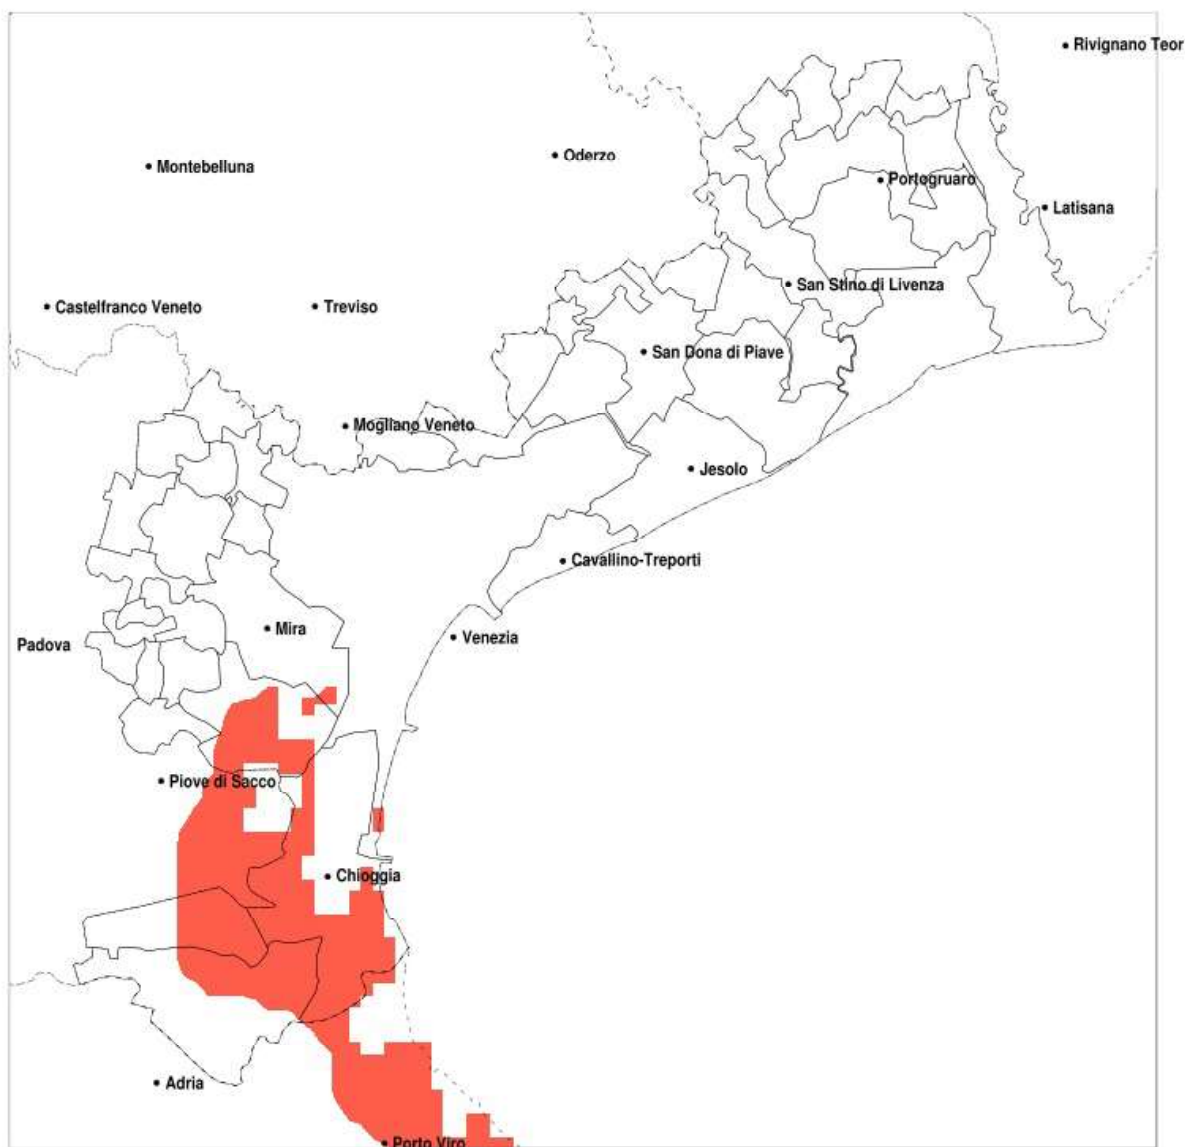 Rivignano Teor
Oderzo
Montebelluna
Portogruaro
Latisana
San Stino di Livenza
Castelfranco Veneto
Treviso
San Dona di Piave
Mogliano Veneto
Jesolo
Cavallino-Treporti
Mira
Venezia
Padova
Piove di Sacco
Chioggia
Adria
Porto Viro